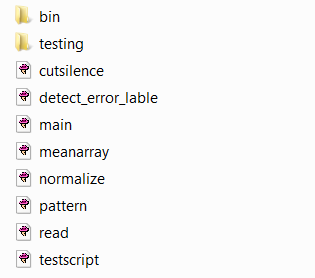 bin
testing
cutsilence
detect_error_lable
main
meanarray
normalize
pattern
read
testscript